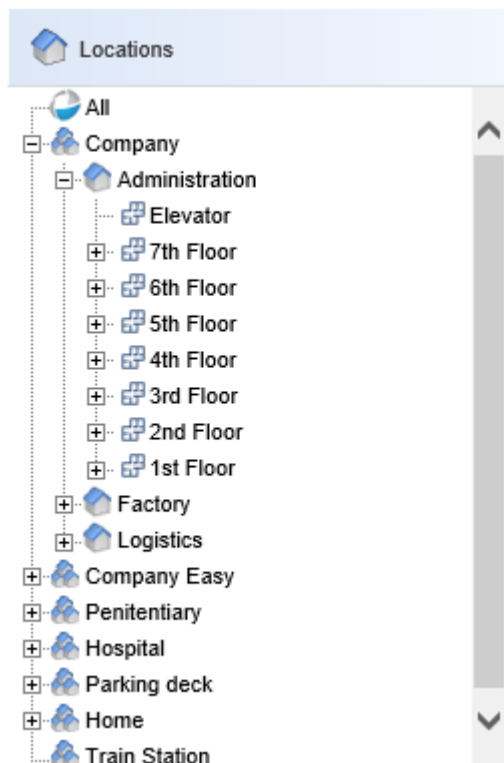 Locations
All
Company
Administration
Elevator
7th Floor
6th Floor
5th Floor
4th Floor
3rd Floor
2nd Floor
1st Floor
Factory
Logistics
Company Easy
Penitentiary
Hospital
Parking deck
Home
Train Station